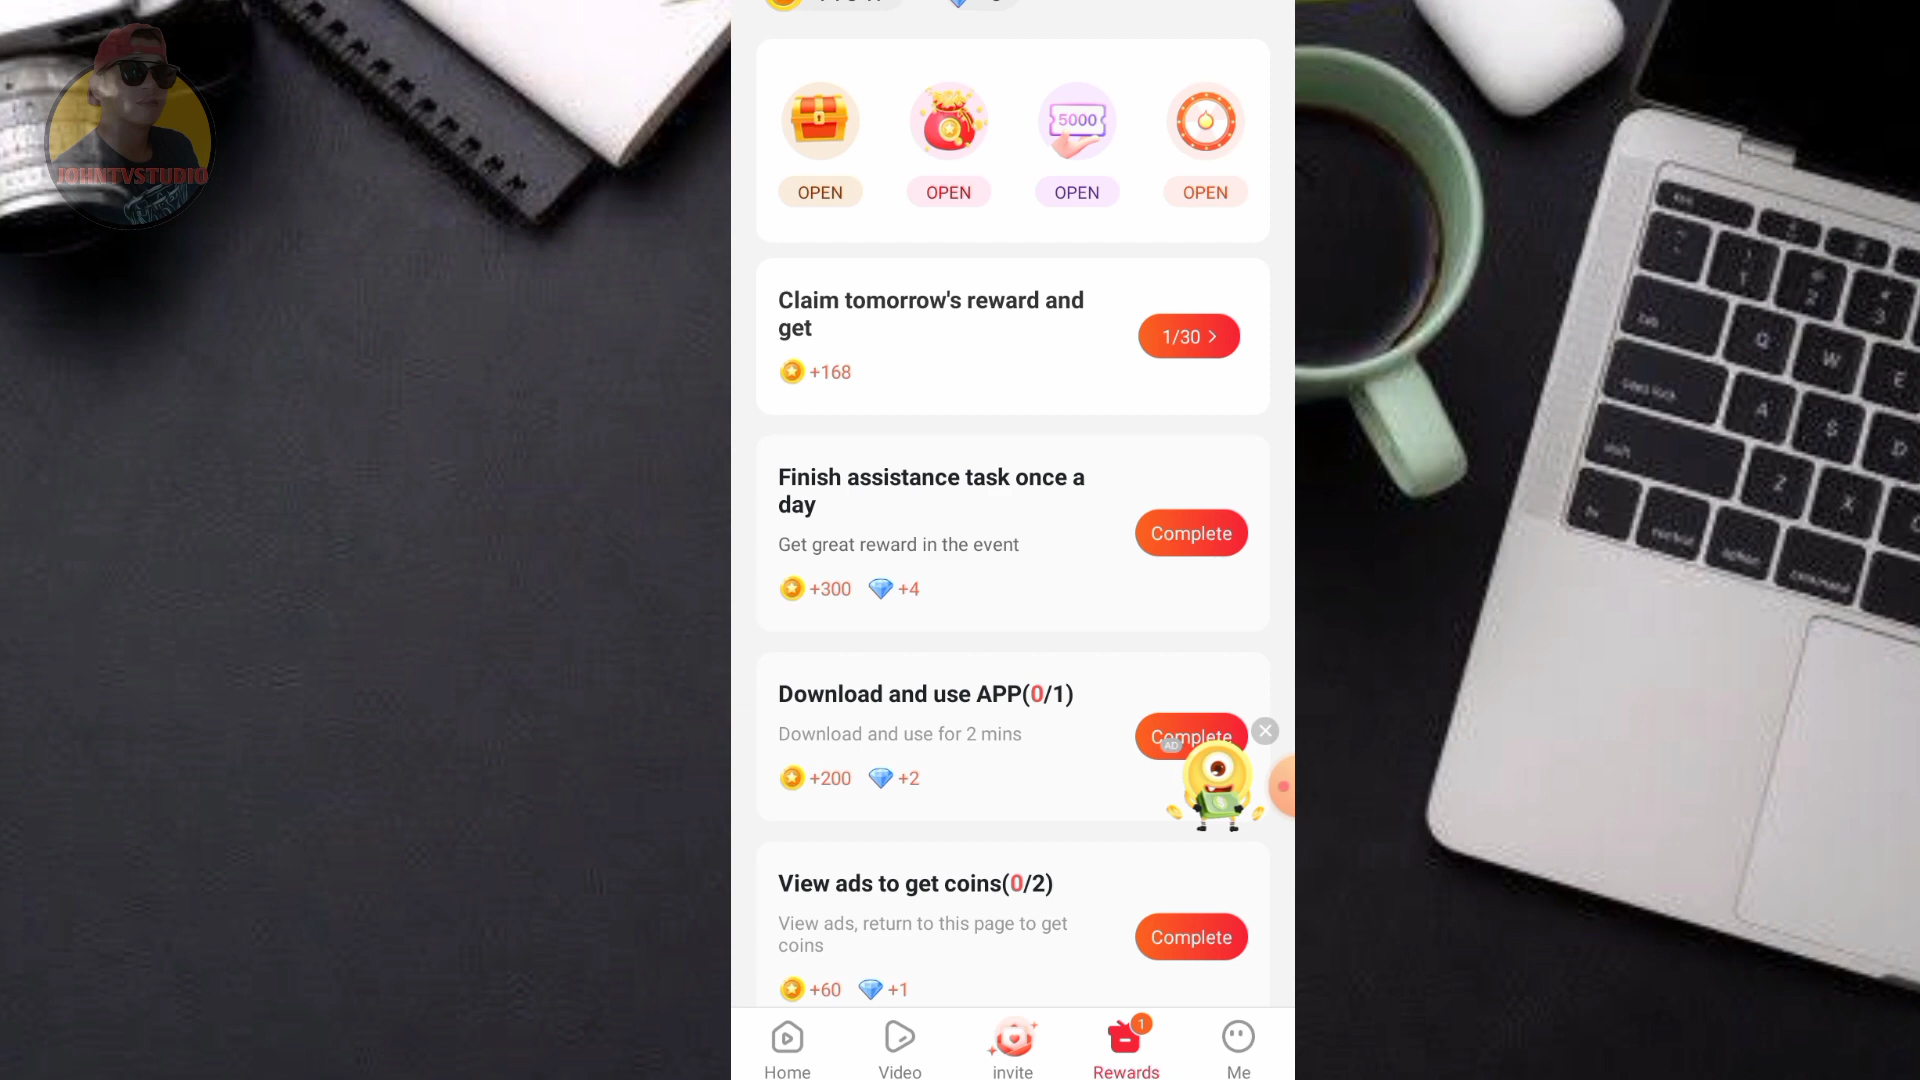 JOHNTVSTUDIO
5000
OPEN
OPEN
OPEN
OPEN
Claim tomorrow's reward and
get
1/30 >
+168
Finish assistance task once a
day
Get great reward in the event
Complete
+300 +4
Download and use APP(0/1)
Download and use for 2 mins
Complete
AD
+200 +2
View ads to get coins(0/2)
View ads, return to this page to get
coins
Complete
+60 +1
1
Home
Video
invite
Rewards
Me
Q
W
E
A
S
D
Z
X